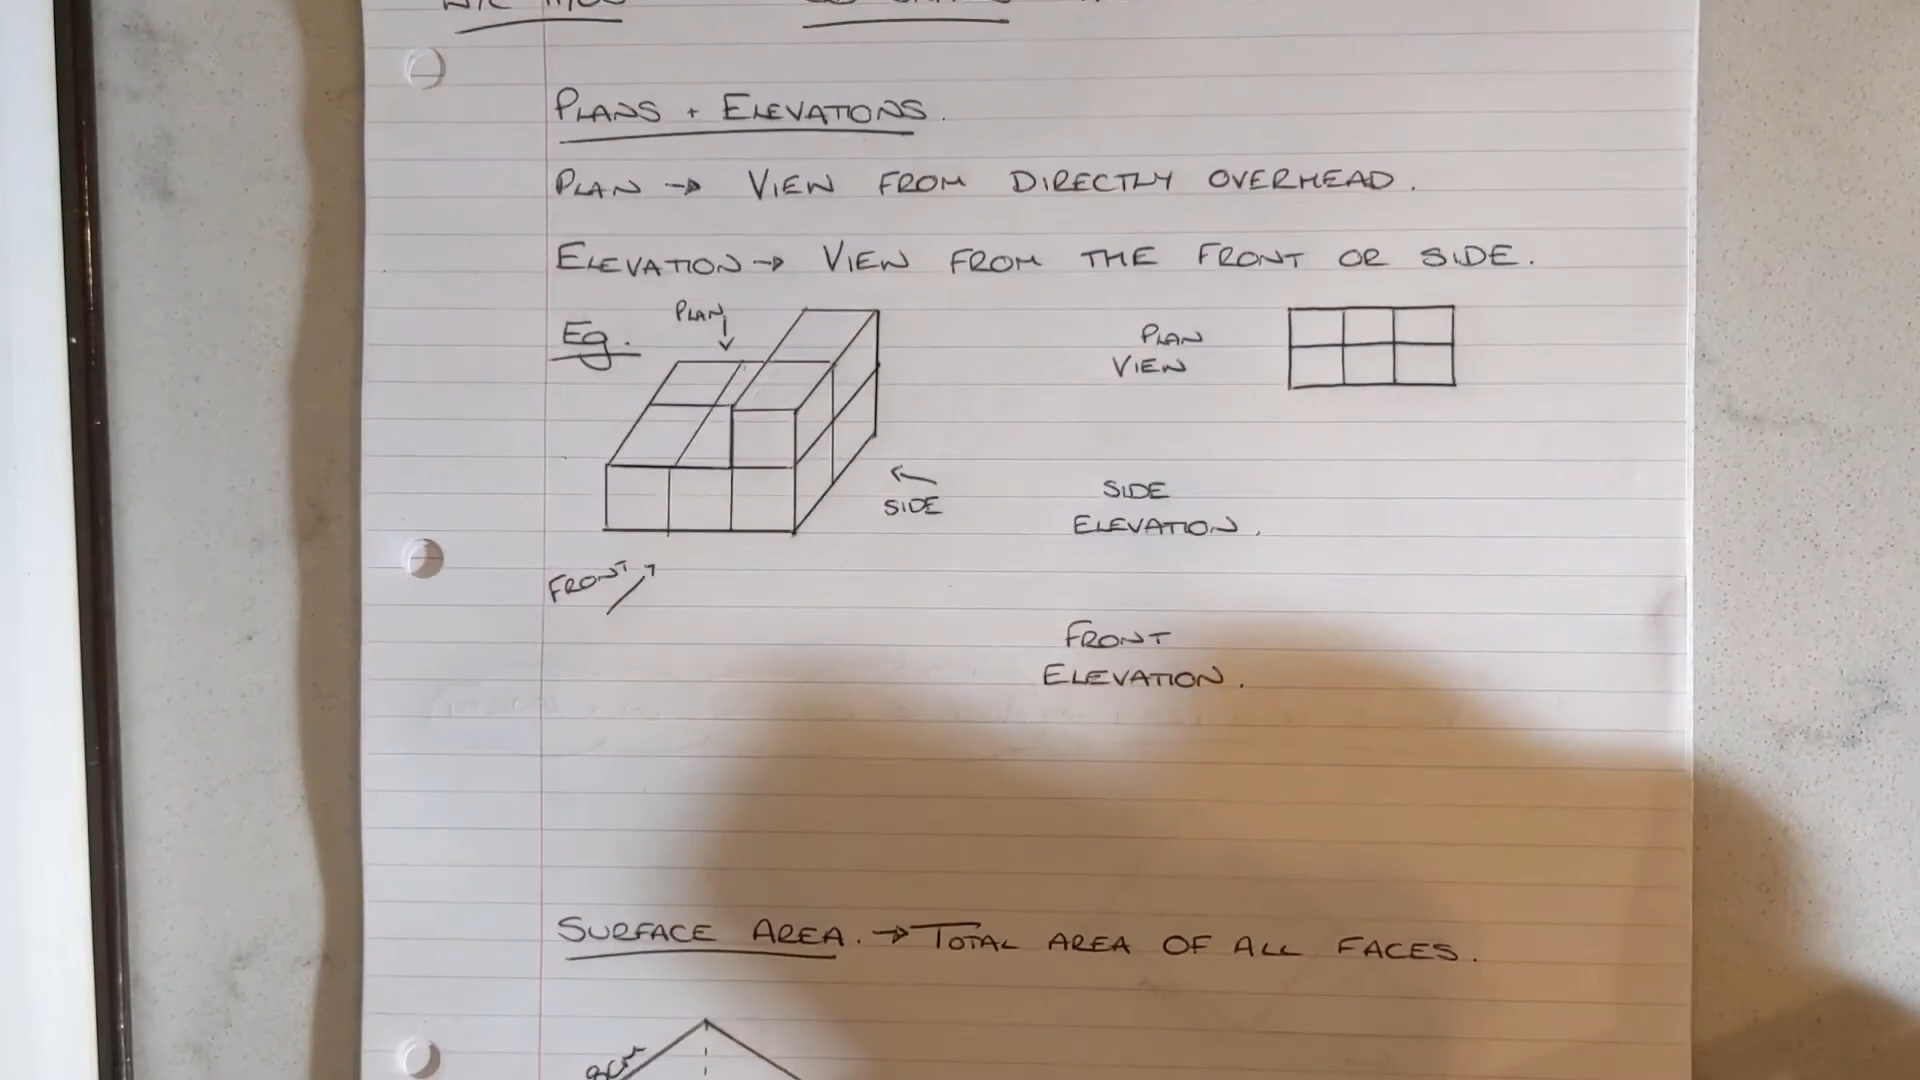 PLANS + ELEVATIONS.
PLAN → VIEW FROM DIRECTLY OVERHEAD.
ELEVATION → VIEW FROM THE FRONT OR SIDE.
Eg.
PLAN
PLAN
VIEW
SIDE
SIDE
ELEVATION.
FRONT
FRONT
ELEVATION.
SURFACE AREA. → TOTAL AREA OF ALL FACES.